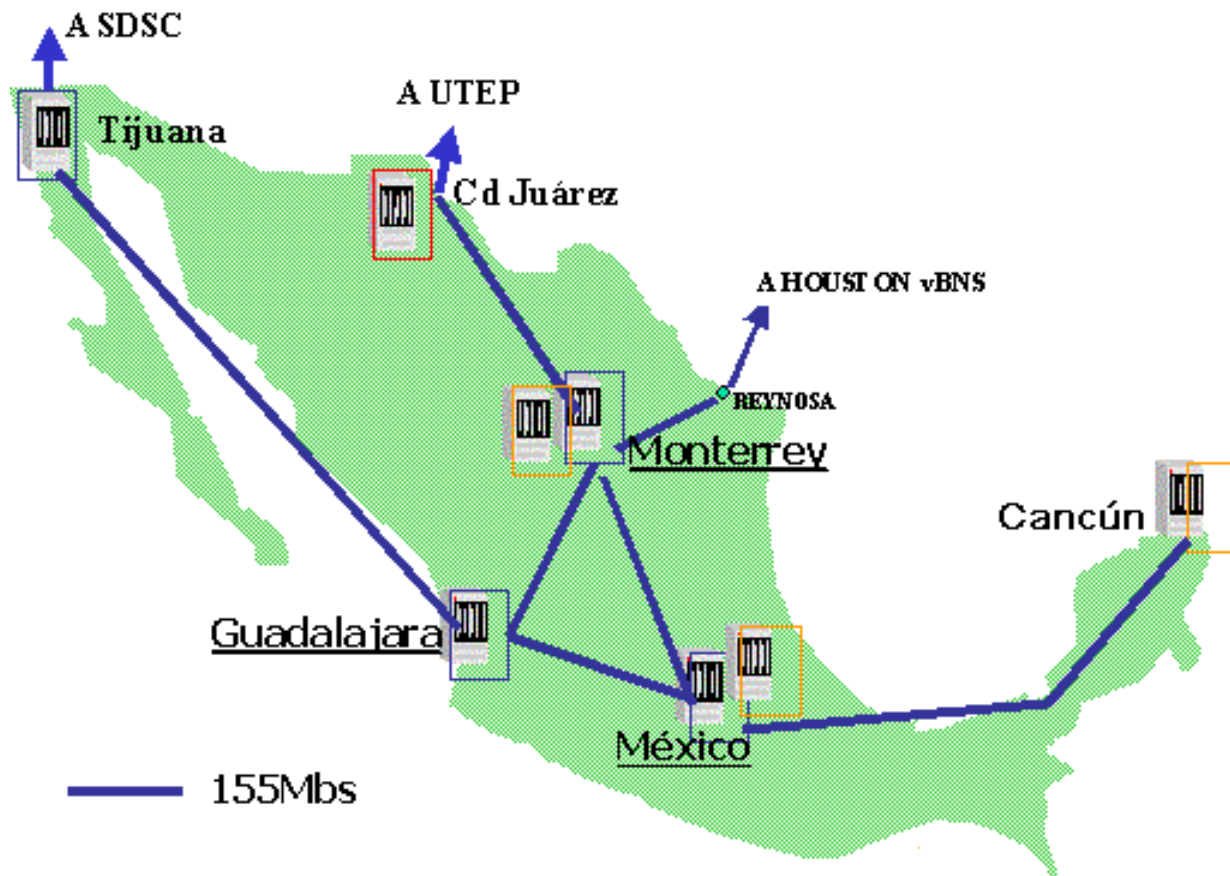 A SDSC
A UTEP
Tijuana
Cd Juárez
A HOUSTON vBNS
REYNOSA
Monterrey
Cancún
Guadalajara
México
155Mbs